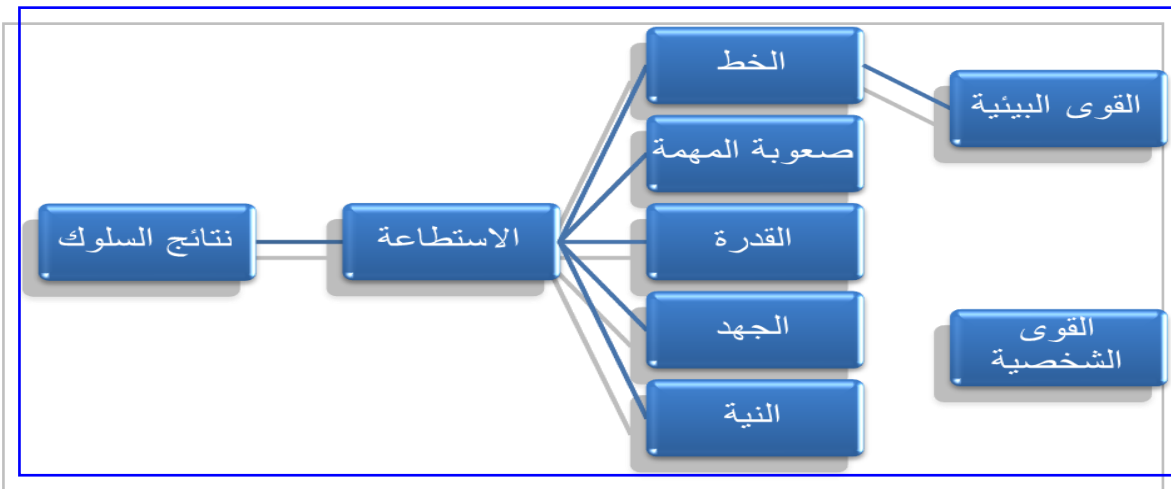 الخط
القوى البيئية
صعوبة المهمة
نتائج السلوك
الاستطاعة
القدرة
القوى
الشخصية
الجهد
النية